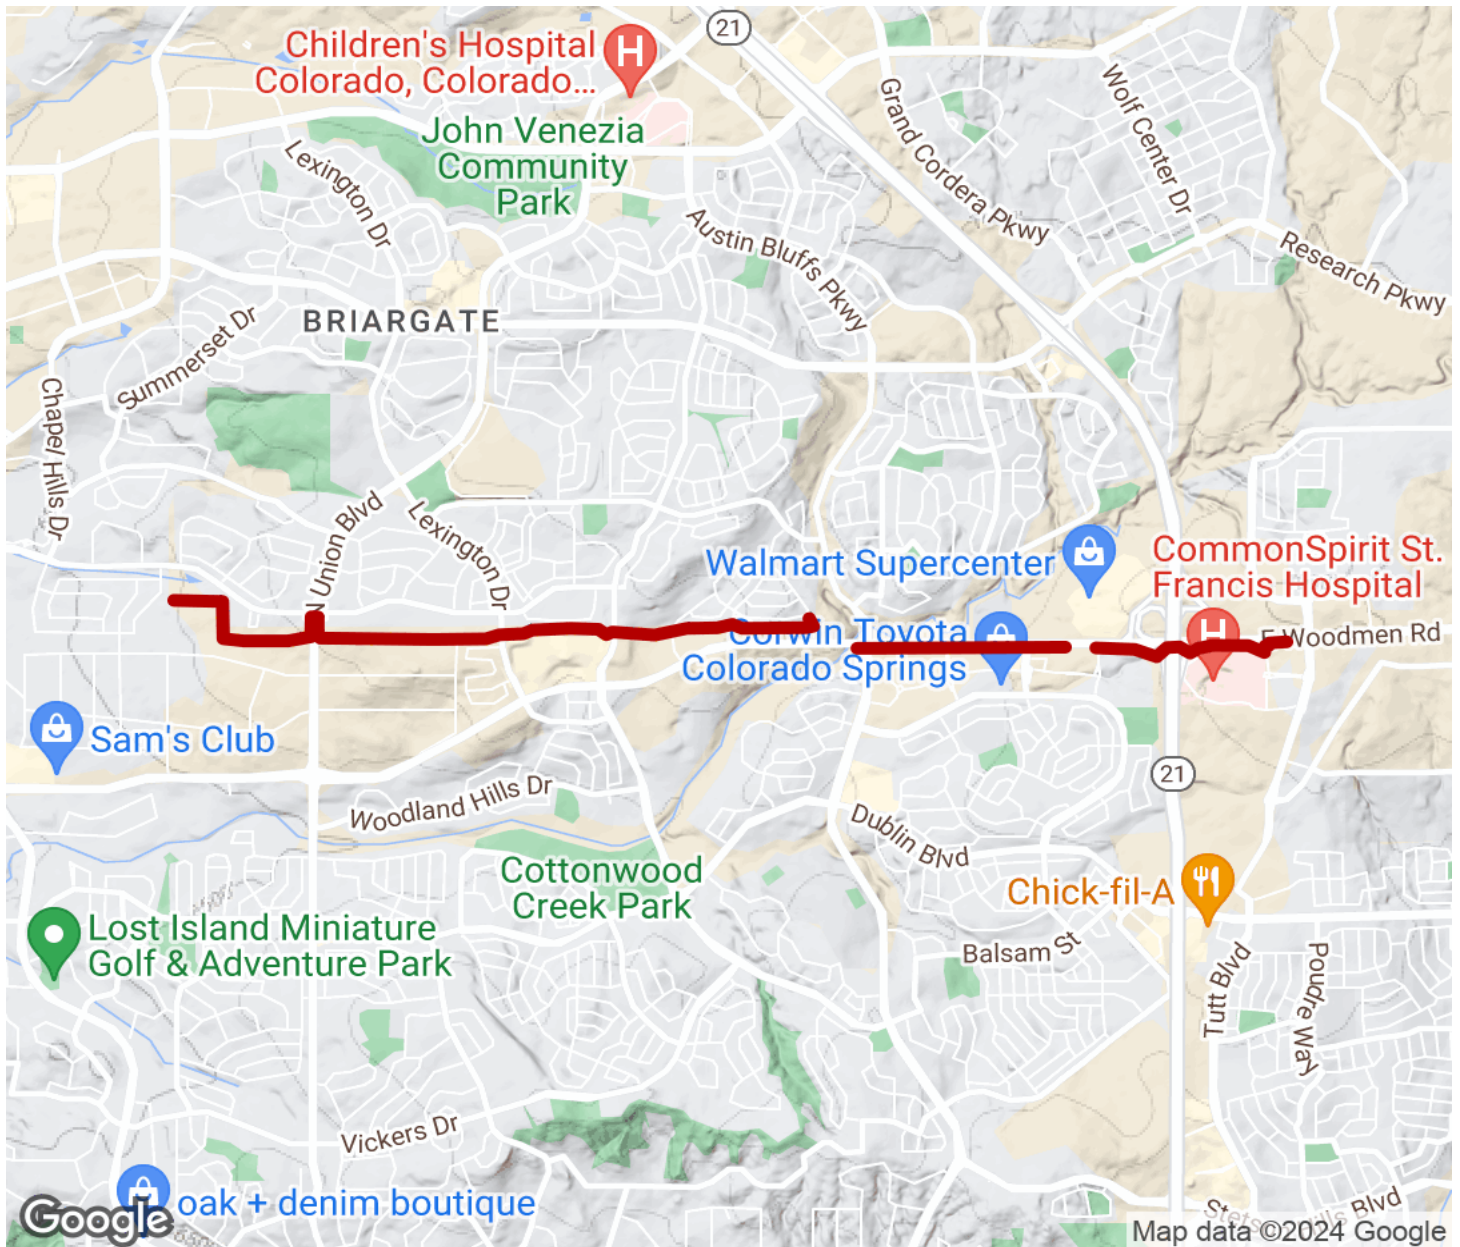 21
Children's Hospital
Colorado, Colorado...
H
John Venezia
Community
Park
Lexington Dr
Grand Cordera Pkwy
Wolf Center Dr
Austin Bluffs Pkwy
Research Pkwy
BRIARGATE
Summerset Dr
Chapel Hills Dr
N Union Blvd
Lexington Dr
Walmart Supercenter
CommonSpirit St.
Francis Hospital
H
Corwin Toyota
Colorado Springs
E Woodmen Rd
Sam's Club
21
Woodland Hills Dr
Dublin Blvd
Cottonwood
Creek Park
Chick-fil-A
Lost Island Miniature
Golf & Adventure Park
Balsam St
Tutt Blvd
Poudre Way
Vickers Dr
oak + denim boutique
Google
Map data ©2024 Google